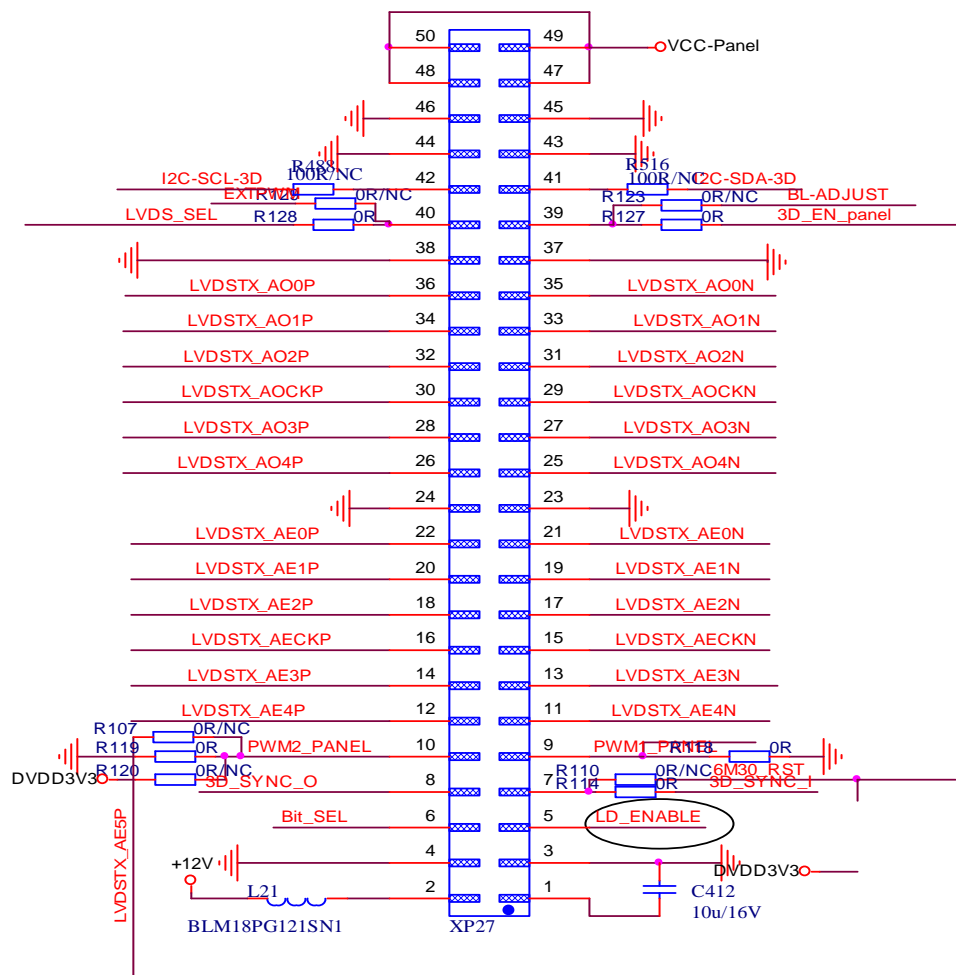 50 49 VCC-Panel
48 47
46 45
44 43
R488 R516
I2C-SCL-3D 100R/NC 42 41 100R/NC I2C-SDA-3D
EXTPWM R129 0R/NC R123 0R/NC BL-ADJUST
LVDS_SEL R128 0R 40 39 R127 0R 3D_EN_panel
38 37
LVDSTX_AO0P 36 35 LVDSTX_AO0N
LVDSTX_AO1P 34 33 LVDSTX_AO1N
LVDSTX_AO2P 32 31 LVDSTX_AO2N
LVDSTX_AOCKP 30 29 LVDSTX_AOCKN
LVDSTX_AO3P 28 27 LVDSTX_AO3N
LVDSTX_AO4P 26 25 LVDSTX_AO4N
24 23
LVDSTX_AE0P 22 21 LVDSTX_AE0N
LVDSTX_AE1P 20 19 LVDSTX_AE1N
LVDSTX_AE2P 18 17 LVDSTX_AE2N
LVDSTX_AECKP 16 15 LVDSTX_AECKN
LVDSTX_AE3P 14 13 LVDSTX_AE3N
LVDSTX_AE4P 12 11 LVDSTX_AE4N
R107 0R/NC
R119 0R PWM2_PANEL 10 9 PWM1_PANEL R118 0R
DVDD3V3 R120 0R/NC R110 0R/NC 6M30_RST
3D_SYNC_O 8 7 R114 0R 3D_SYNC_I
Bit_SEL 6 5 LD_ENABLE
LVDSTX_AE5P
+12V 4 3 DVDD3V3
L21 2 1 C412
BLM18PG121SN1 XP27 10u/16V